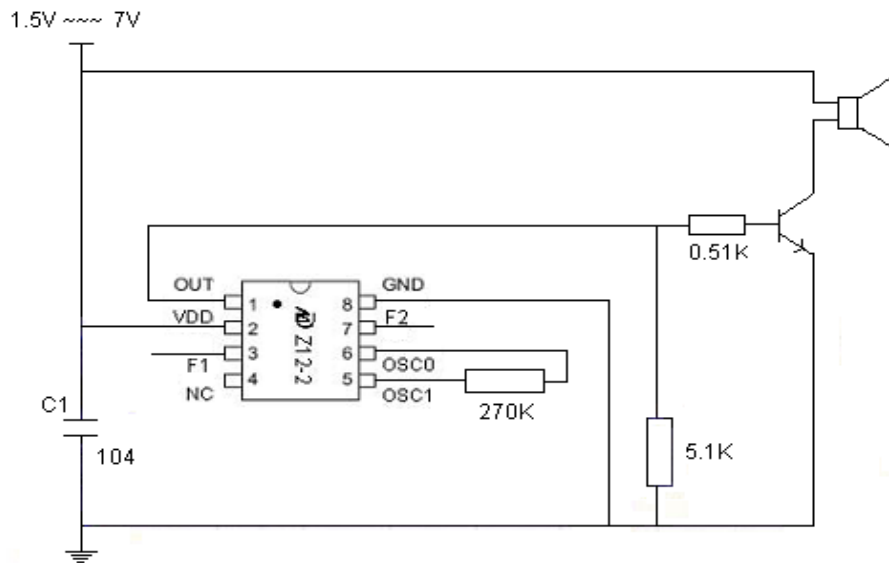 1.5V ~~~ 7V
0.51K
OUT
GND
1
8
VDD
F2
2
7
F1
3
6
OSC0
NC
4
5
OSC1
Z12-2
270K
C1
104
5.1K